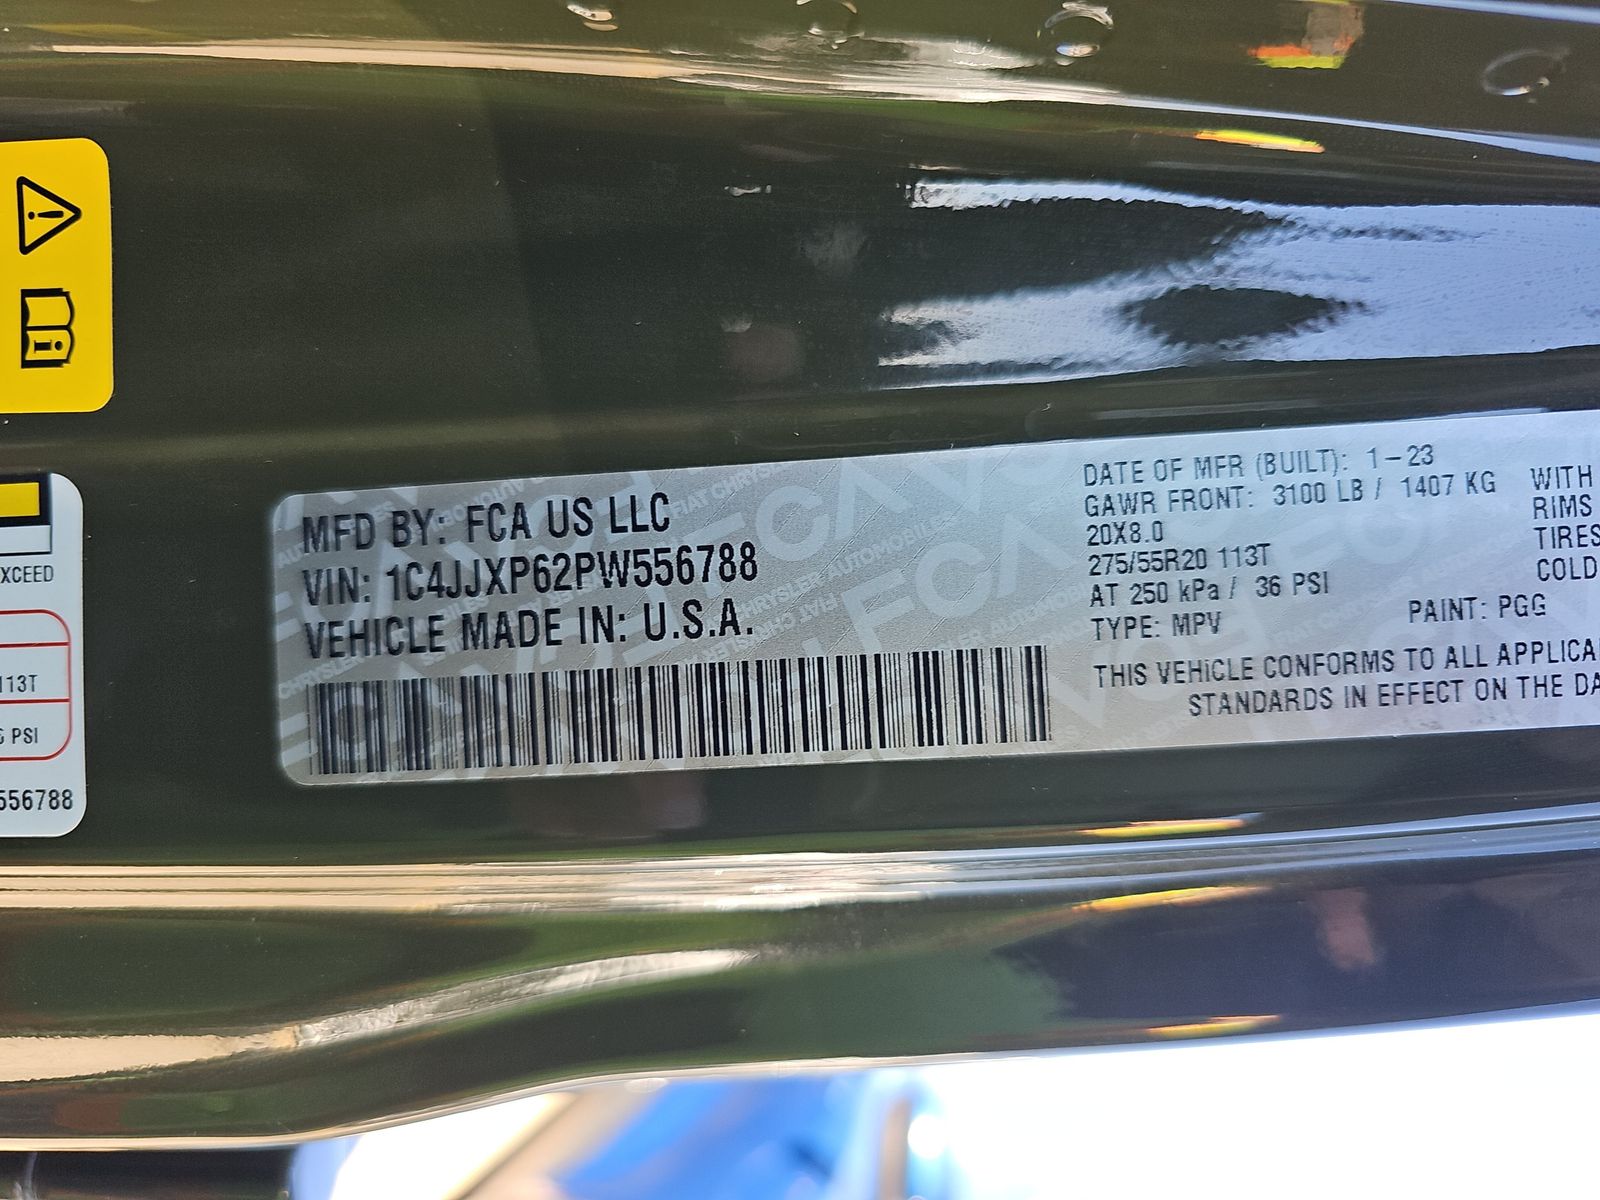 XCEED
113T
PSI
556788
MFD BY: FCA US LLC
VIN: 1C4JJXP62PW556788
VEHICLE MADE IN: U.S.A.
DATE OF MFR (BUILT): 1-23
GAWR FRONT: 3100 LB / 1407 KG
20X8.0
275/55R20 113T
AT 250 kPa / 36 PSI
TYPE: MPV
PAINT: PGG
WITH
RIMS
TIRES
COLD
THIS VEHICLE CONFORMS TO ALL APPLICA
STANDARDS IN EFFECT ON THE DA